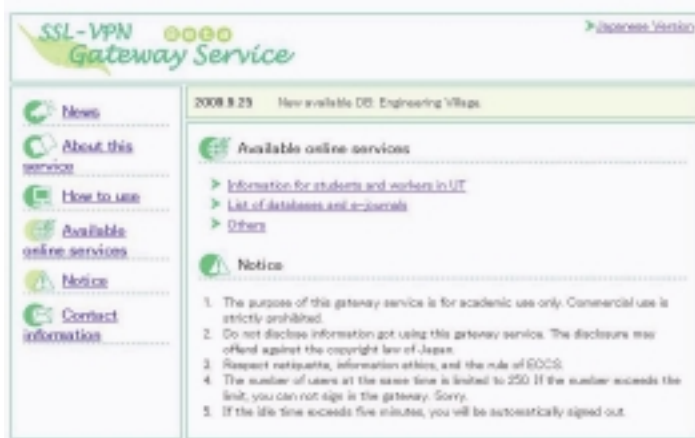 SSL-VPN
Gateway Service
Japanese Version
News
About this
service
How to use
Available
online services
Notice
Contact
information
2008.9.25 New available DB: Engineering Village.
Available online services
Information for students and workers in UT
List of databases and e-journals
Others
Notice
1. The purpose of this gateway service is for academic use only. Commercial use is
strictly prohibited.
2. Do not disclose information got using this gateway service. The disclosure may
offend against the copyright law of Japan.
3. Respect netiquette, information ethics, and the rule of ECCS.
4. The number of users at the same time is limited to 250. If the number exceeds the
limit, you can not sign in the gateway. Sorry.
5. If the idle time exceeds five minutes, you will be automatically signed out.